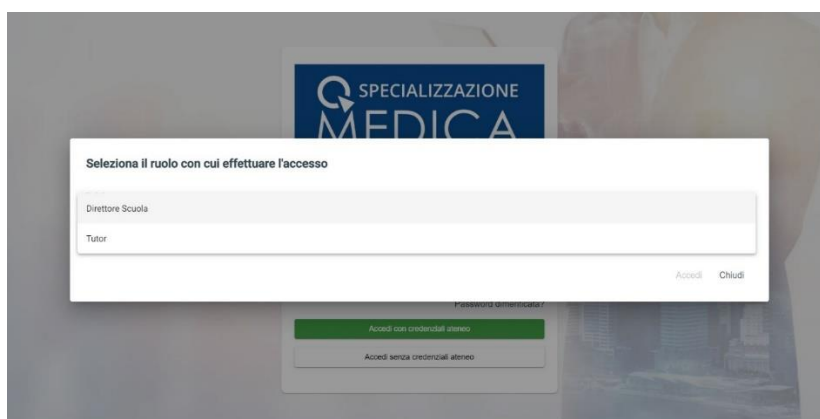 SPECIALIZZAZIONE
MEDICA
Seleziona il ruolo con cui effettuare l'accesso
Direttore Scuola
Tutor
Accedi Chiudi
Password dimenticata?
Accedi con credenziali ateneo
Accedi senza credenziali ateneo